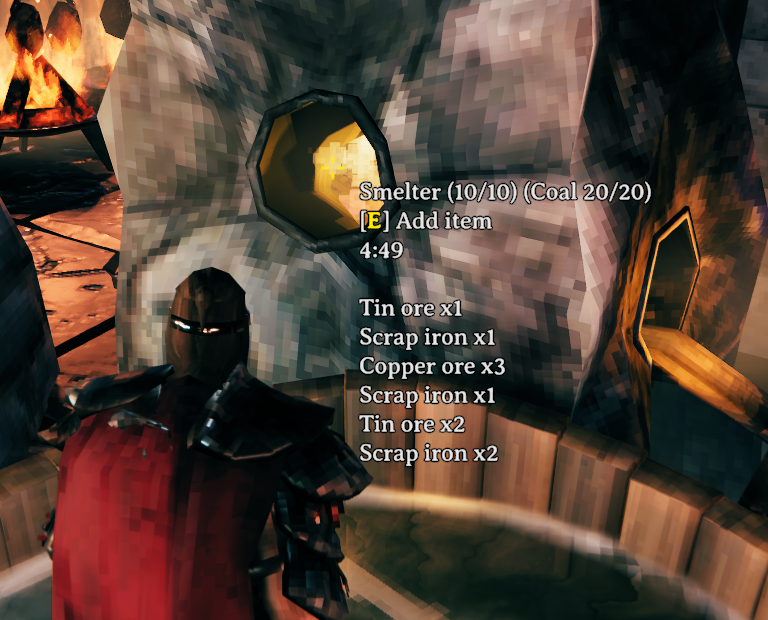 Smelter (10/10) (Coal 20/20)
[E] Add item
4:49
Tin ore x1
Scrap iron x1
Copper ore x3
Scrap iron x1
Tin ore x2
Scrap iron x2